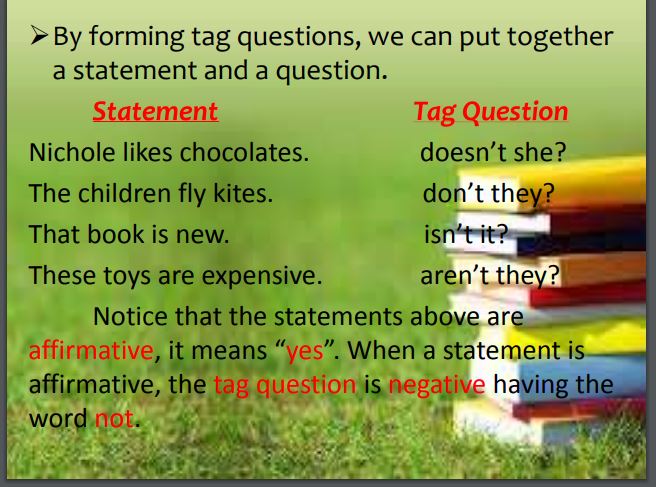 ➢By forming tag questions, we can put together
a statement and a question.
Statement Tag Question
Nichole likes chocolates. doesn’t she?
The children fly kites. don’t they?
That book is new. isn’t it?
These toys are expensive. aren’t they?
Notice that the statements above are
affirmative, it means “yes”. When a statement is
affirmative, the tag question is negative having the
word not.